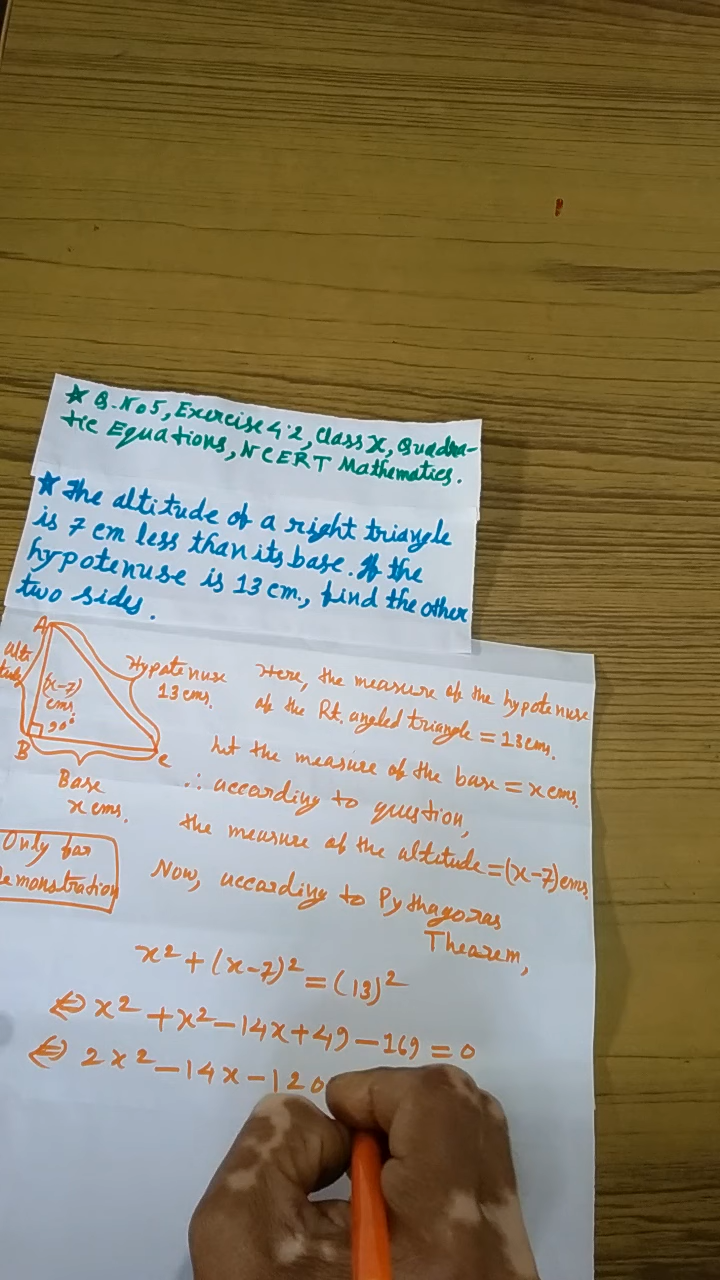 ★ Q.No 5, Exercise 4.2, Class X, Quadra-
tic Equations, NCERT Mathematics.
★ The altitude of a right triangle
is 7 cm less than its base. If the
hypotenuse is 13 cm., find the other
two sides.
A
alti
tude
(x-7)
cms.
90°
B
C
Hypotenuse
13 cms.
Base
x cms.
Only for
Demonstration
Here, the measure of the hypotenuse
of the Rt. angled triangle = 13 cms.
Let the measure of the base = x cms.
∴ according to question,
the measure of the altitude = (x-7) cms.
Now, according to Pythagoras
Theorem,
x² + (x-7)² = (13)²
⇔ x² + x² - 14x + 49 - 169 = 0
⇔ 2x² - 14x - 120